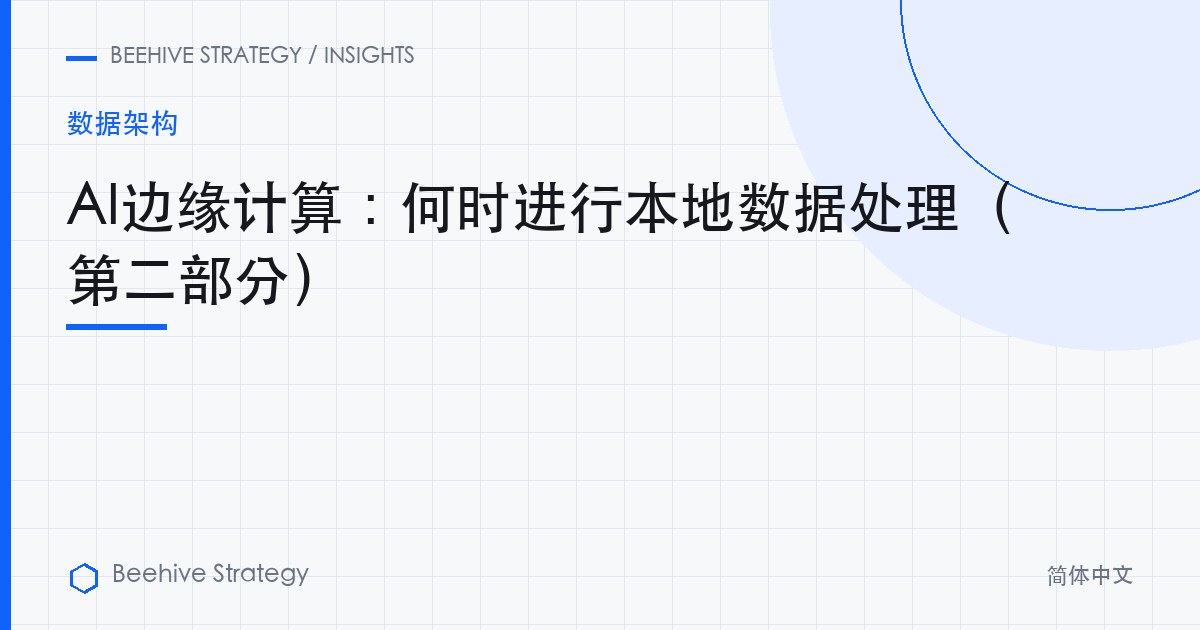 BEEHIVE STRATEGY / INSIGHTS
数据架构
AI边缘计算：何时进行本地数据处理（
第二部分）
Beehive Strategy
简体中文